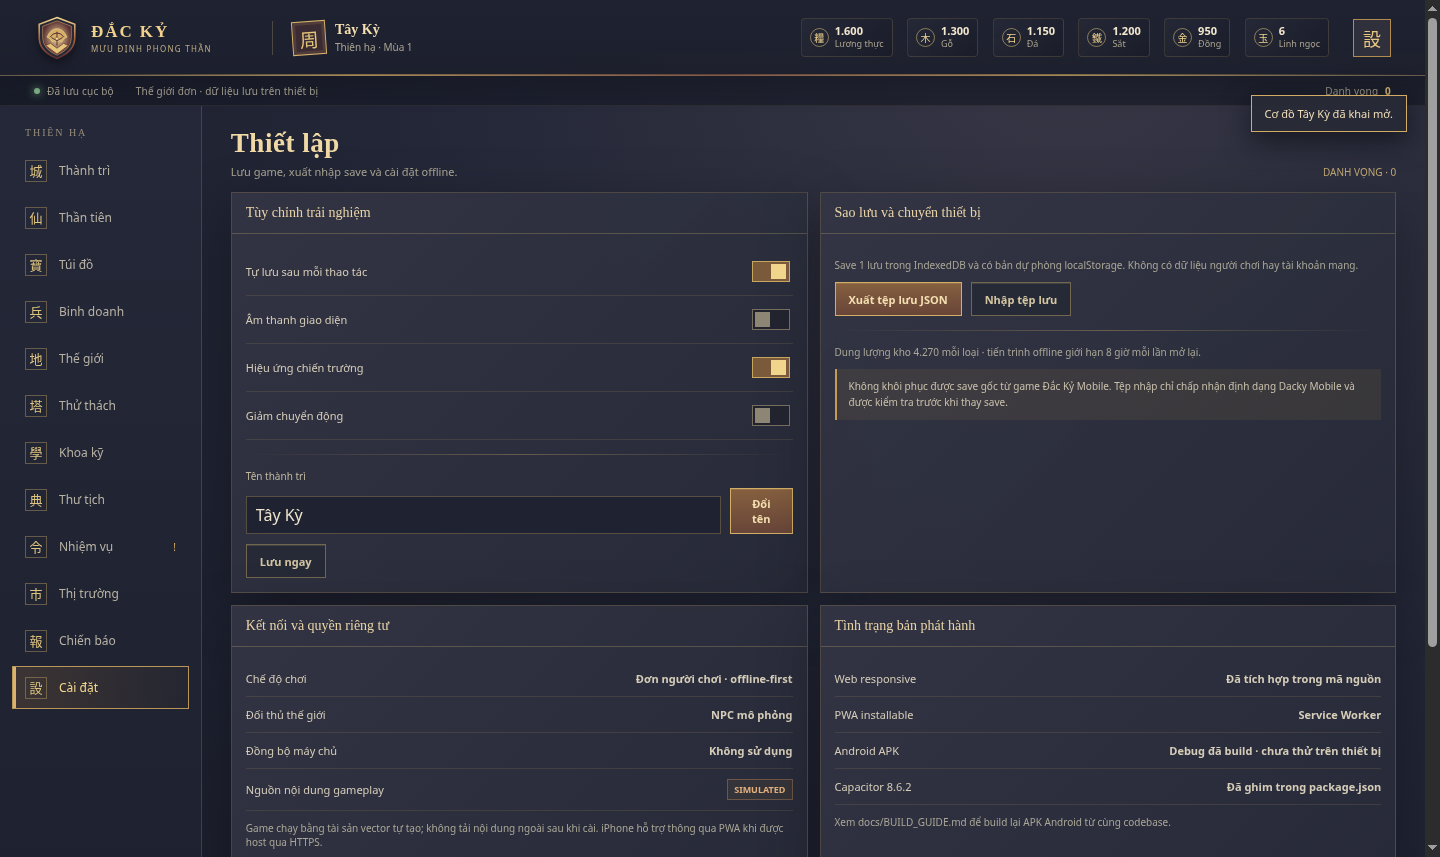 ĐẮC KỶ
MƯU ĐỊNH PHONG THẦN
周
Tây Kỳ
Thiên hạ · Mùa 1
糧 1.600 Lương thực
木 1.300 Gỗ
石 1.150 Đá
鐵 1.200 Sắt
金 950 Đồng
玉 6 Linh ngọc
設
Đã lưu cục bộ
Thế giới đơn · dữ liệu lưu trên thiết bị
Danh vọng 0
Cơ đồ Tây Kỳ đã khai mở.
THIÊN HẠ
城 Thành trì
仙 Thần tiên
寶 Túi đồ
兵 Binh doanh
地 Thế giới
塔 Thử thách
學 Khoa kỹ
典 Thư tịch
令 Nhiệm vụ !
市 Thị trường
報 Chiến báo
設 Cài đặt
Thiết lập
Lưu game, xuất nhập save và cài đặt offline.
DANH VỌNG · 0
Tùy chỉnh trải nghiệm
Tự lưu sau mỗi thao tác
Âm thanh giao diện
Hiệu ứng chiến trường
Giảm chuyển động
Tên thành trì
Tây Kỳ
Đổi
tên
Lưu ngay
Sao lưu và chuyển thiết bị
Save 1 lưu trong IndexedDB và có bản dự phòng localStorage. Không có dữ liệu người chơi hay tài khoản mạng.
Xuất tệp lưu JSON
Nhập tệp lưu
Dung lượng kho 4.270 mỗi loại · tiến trình offline giới hạn 8 giờ mỗi lần mở lại.
Không khôi phục được save gốc từ game Đắc Kỷ Mobile. Tệp nhập chỉ chấp nhận định dạng Dacky Mobile và
được kiểm tra trước khi thay save.
Kết nối và quyền riêng tư
Chế độ chơi Đơn người chơi · offline-first
Đối thủ thế giới NPC mô phỏng
Đồng bộ máy chủ Không sử dụng
Nguồn nội dung gameplay SIMULATED
Game chạy bằng tài sản vector tự tạo; không tải nội dung ngoài sau khi cài. iPhone hỗ trợ thông qua PWA khi được
host qua HTTPS.
Tình trạng bản phát hành
Web responsive Đã tích hợp trong mã nguồn
PWA installable Service Worker
Android APK Debug đã build · chưa thử trên thiết bị
Capacitor 8.6.2 Đã ghim trong package.json
Xem docs/BUILD_GUIDE.md để build lại APK Android từ cùng codebase.